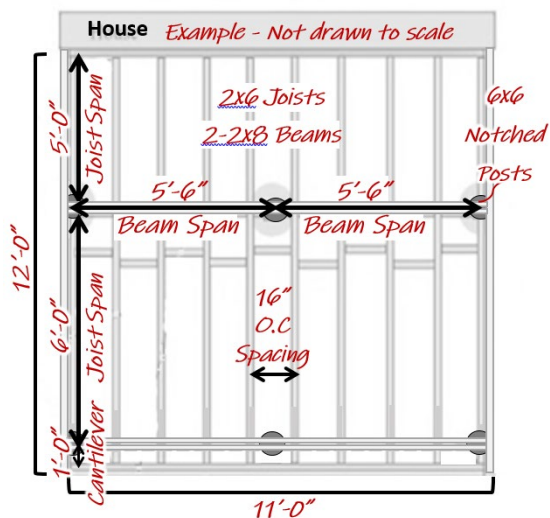 House Example - Not drawn to scale
2x6 Joists
2-2x8 Beams
6x6
Notched
Posts
5'-0"
Joist Span
5'-6" 5'-6"
Beam Span Beam Span
12'-0"
6'-0"
Joist Span
16"
O.C
Spacing
1'-0"
Cantilever
11'-0"